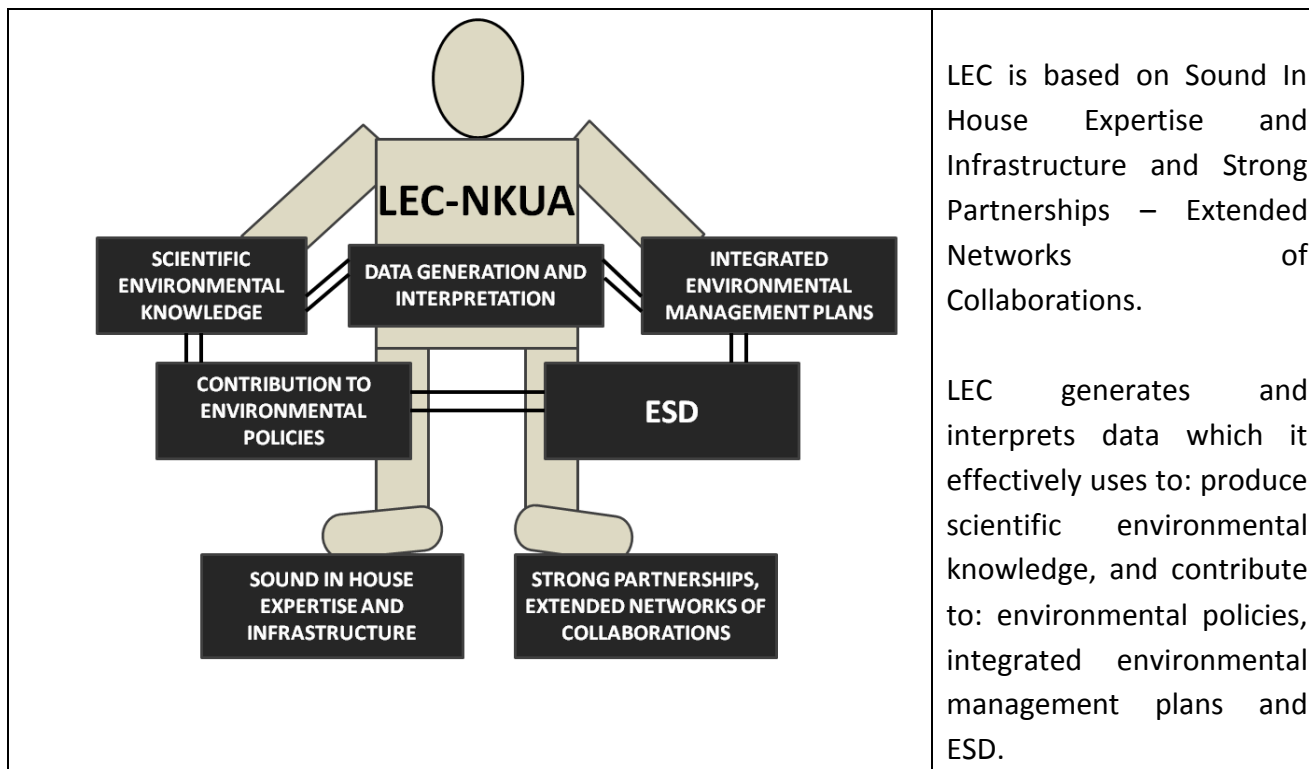 LEC-NKUA
SCIENTIFIC
ENVIRONMENTAL
KNOWLEDGE
DATA GENERATION AND
INTERPRETATION
INTEGRATED
ENVIRONMENTAL
MANAGEMENT PLANS
CONTRIBUTION TO
ENVIRONMENTAL
POLICIES
ESD
SOUND IN HOUSE
EXPERTISE AND
INFRASTRUCTURE
STRONG PARTNERSHIPS,
EXTENDED NETWORKS OF
COLLABORATIONS
LEC is based on Sound In
House Expertise and
Infrastructure and Strong
Partnerships – Extended
Networks of
Collaborations.
LEC generates and
interprets data which it
effectively uses to: produce
scientific environmental
knowledge, and contribute
to: environmental policies,
integrated environmental
management plans and
ESD.